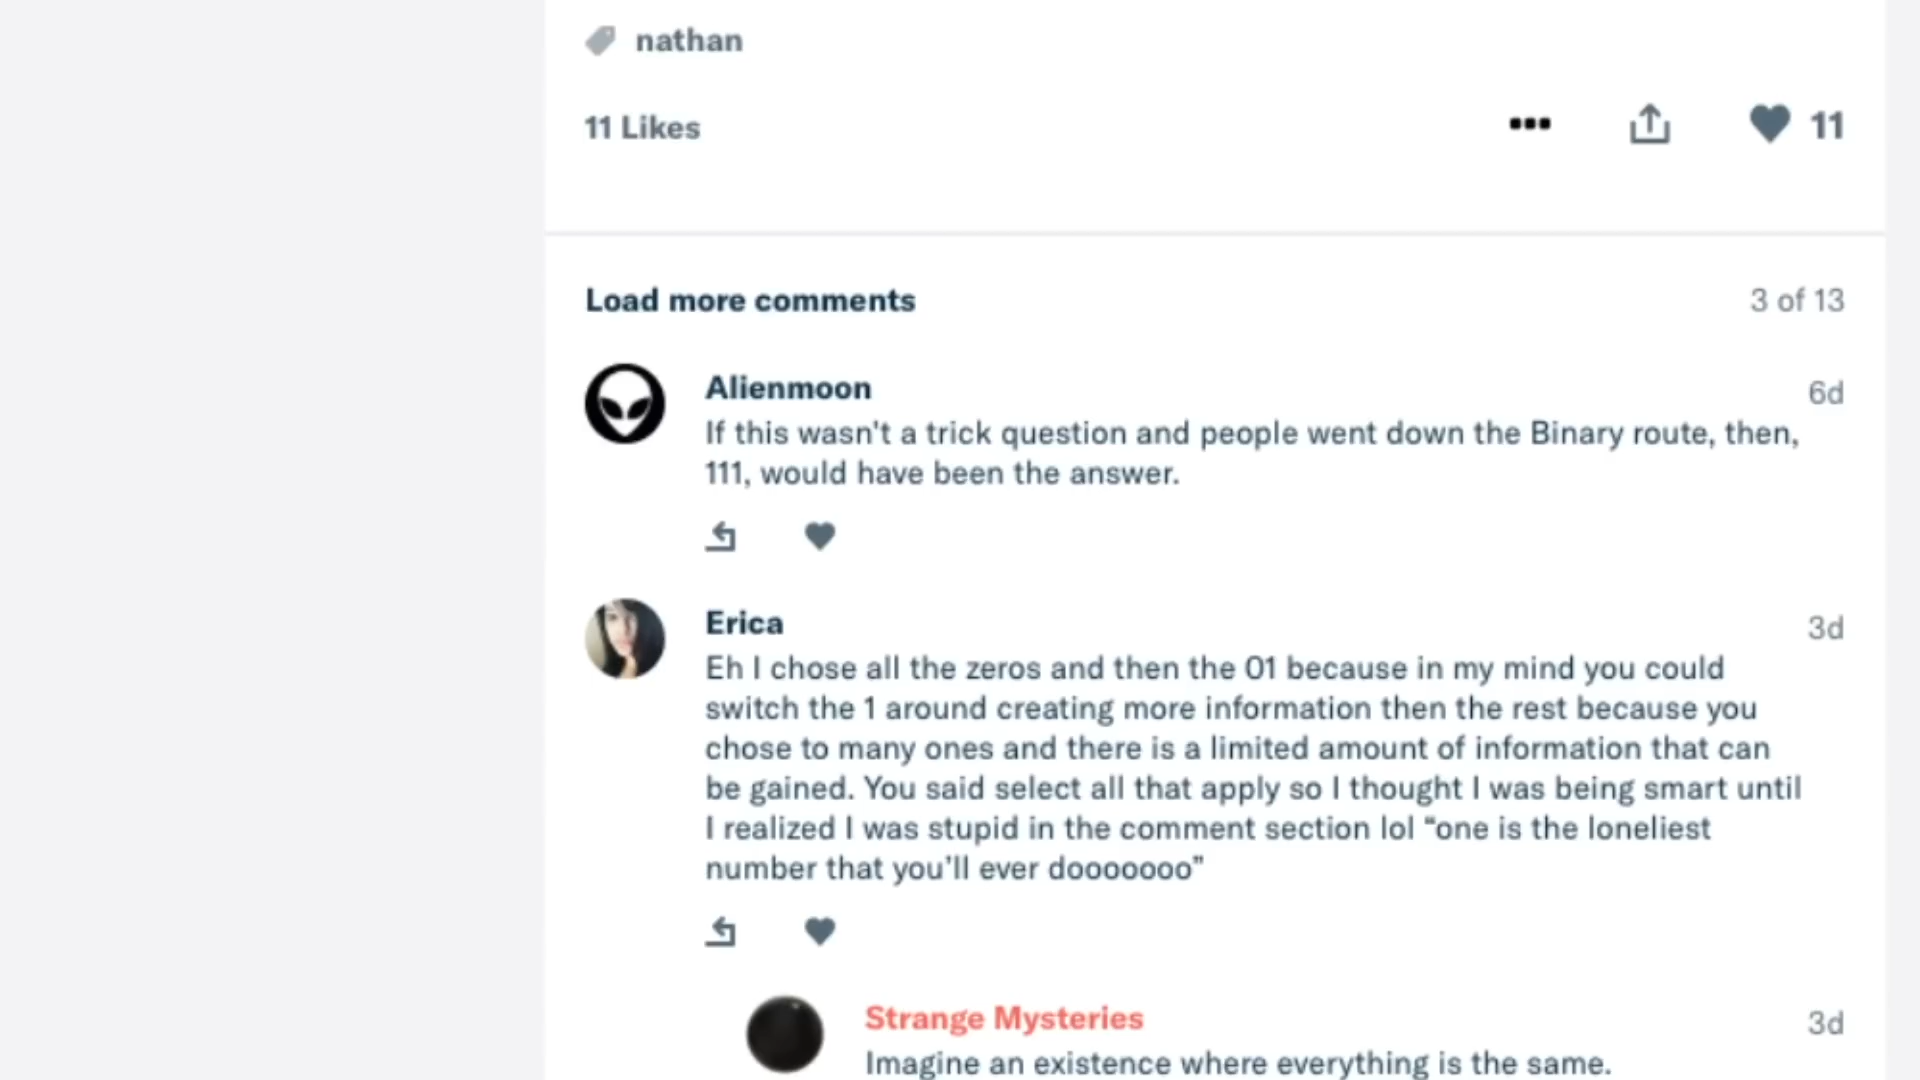 nathan
11 Likes
11
Load more comments
3 of 13
Alienmoon
6d
If this wasn't a trick question and people went down the Binary route, then,
111, would have been the answer.
Erica
3d
Eh I chose all the zeros and then the 01 because in my mind you could
switch the 1 around creating more information then the rest because you
chose to many ones and there is a limited amount of information that can
be gained. You said select all that apply so I thought I was being smart until
I realized I was stupid in the comment section lol “one is the loneliest
number that you’ll ever dooooooo”
Strange Mysteries
3d
Imagine an existence where everything is the same.